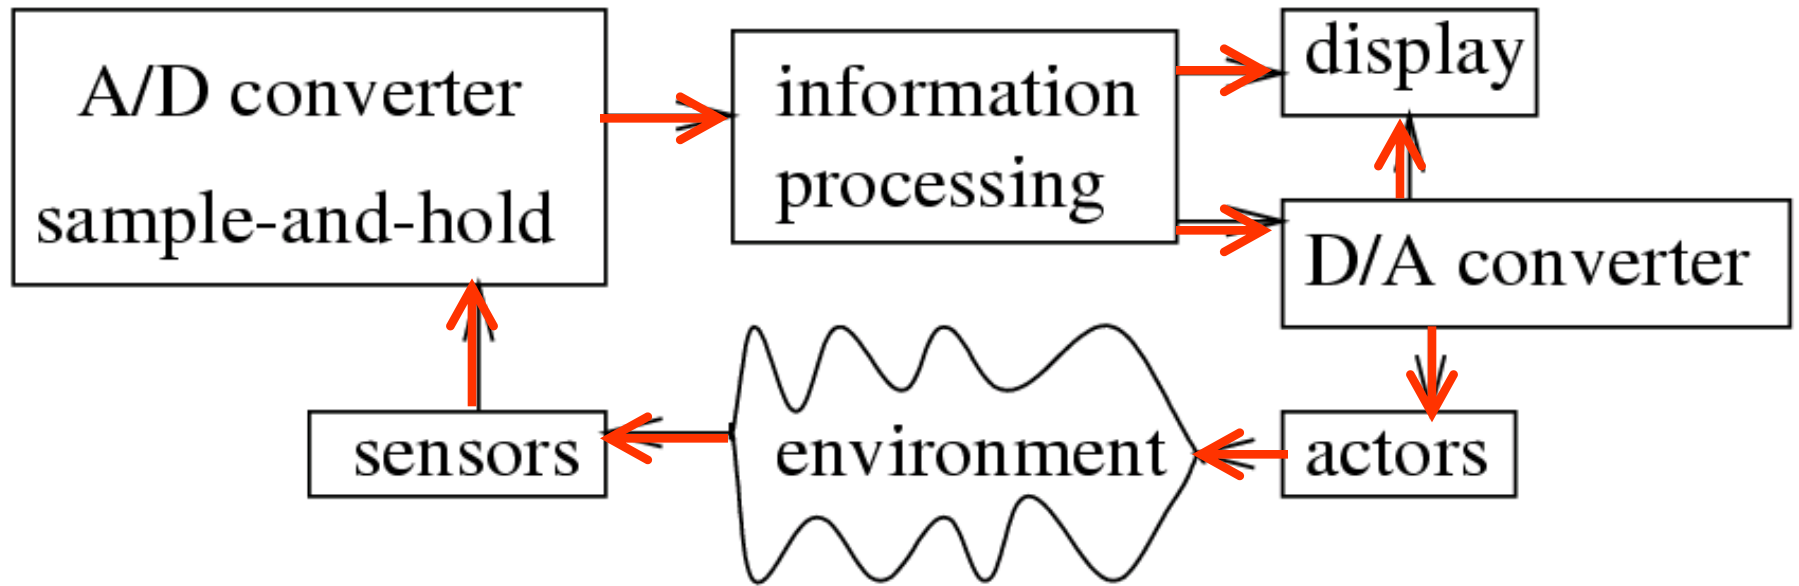 A/D converter
sample-and-hold
information
processing
display
D/A converter
sensors
environment
actors